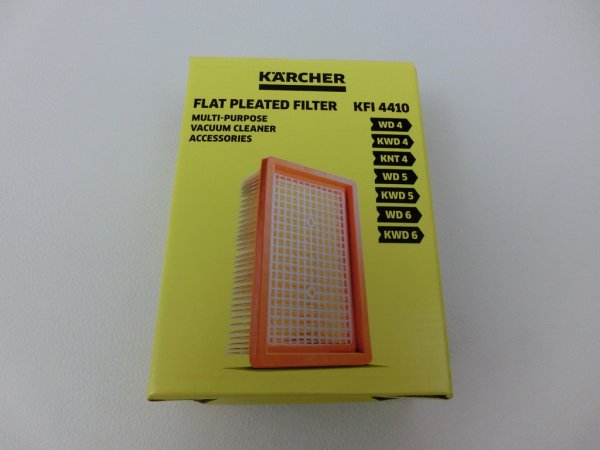 KÄRCHER
FLAT PLEATED FILTER KFI 4410
MULTI-PURPOSE
VACUUM CLEANER
ACCESSORIES
WD 4
KWD 4
KNT 4
WD 5
KWD 5
WD 6
KWD 6